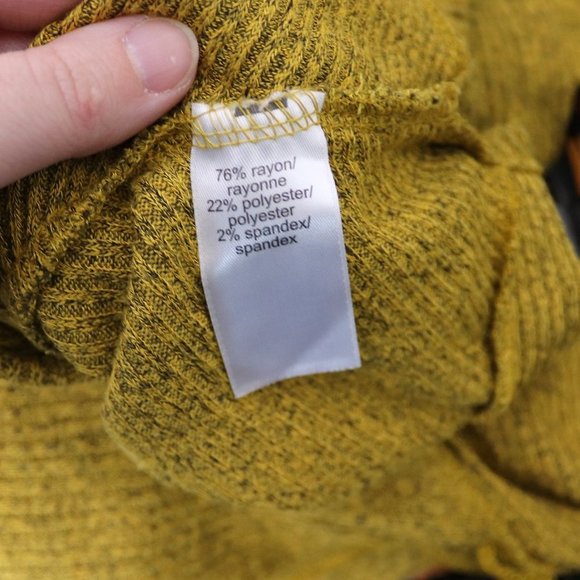 76% rayon/
rayonne
22% polyester/
polyester
2% spandex/
spandex